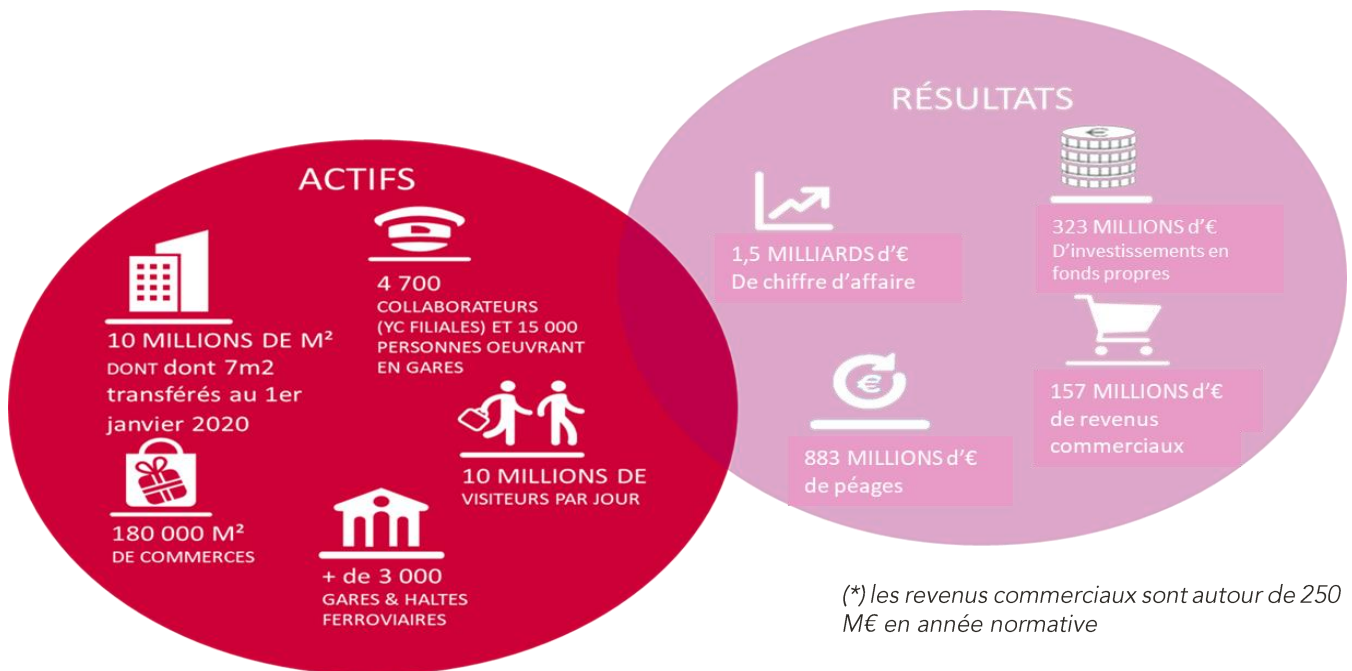 ACTIFS
10 MILLIONS DE M²
DONT dont 7m2
transférés au 1er
janvier 2020
4 700
COLLABORATEURS
(YC FILIALES) ET 15 000
PERSONNES OEUVRANT
EN GARES
10 MILLIONS DE
VISITEURS PAR JOUR
180 000 M²
DE COMMERCES
+ de 3 000
GARES & HALTES
FERROVIAIRES
RÉSULTATS
1,5 MILLIARDS d'€
De chiffre d'affaire
€
323 MILLIONS d'€
D'investissements en
fonds propres
€
883 MILLIONS d'€
de péages
157 MILLIONS d'€
de revenus
commerciaux
(*) les revenus commerciaux sont autour de 250
M€ en année normative